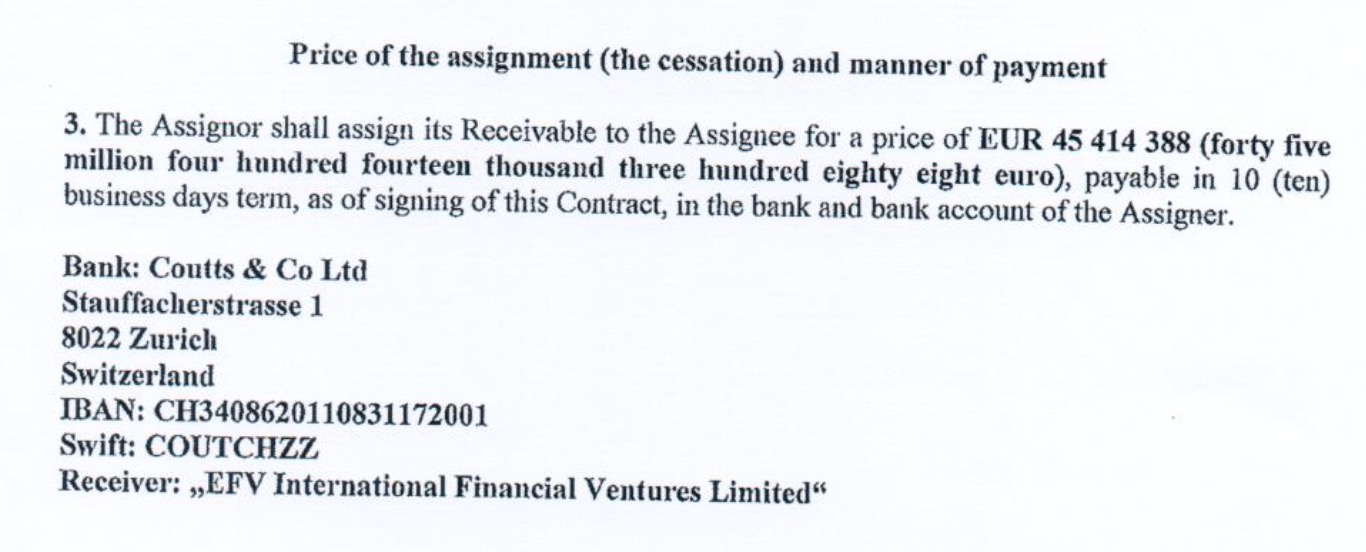 Price of the assignment (the cessation) and manner of payment
3. The Assignor shall assign its Receivable to the Assignee for a price of EUR 45 414 388 (forty five
million four hundred fourteen thousand three hundred eighty eight euro), payable in 10 (ten)
business days term, as of signing of this Contract, in the bank and bank account of the Assigner.
Bank: Coutts & Co Ltd
Stauffacherstrasse 1
8022 Zurich
Switzerland
IBAN: CH3408620110831172001
Swift: COUTCHZZ
Receiver: „EFV International Financial Ventures Limited“